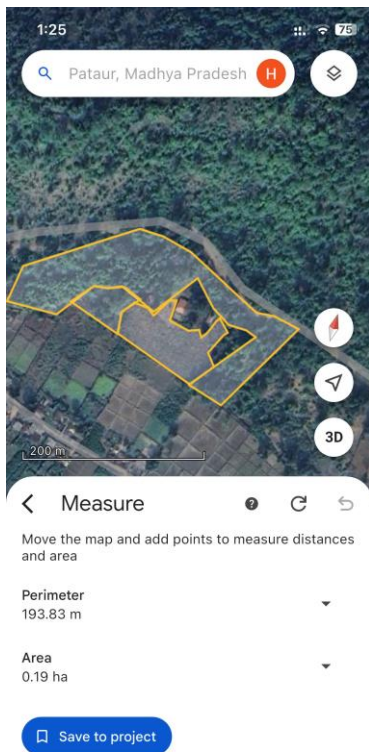 1:25
75
Pataur, Madhya Pradesh
H
3D
200 m
Measure
Move the map and add points to measure distances
and area
Perimeter
193.83 m
Area
0.19 ha
Save to project